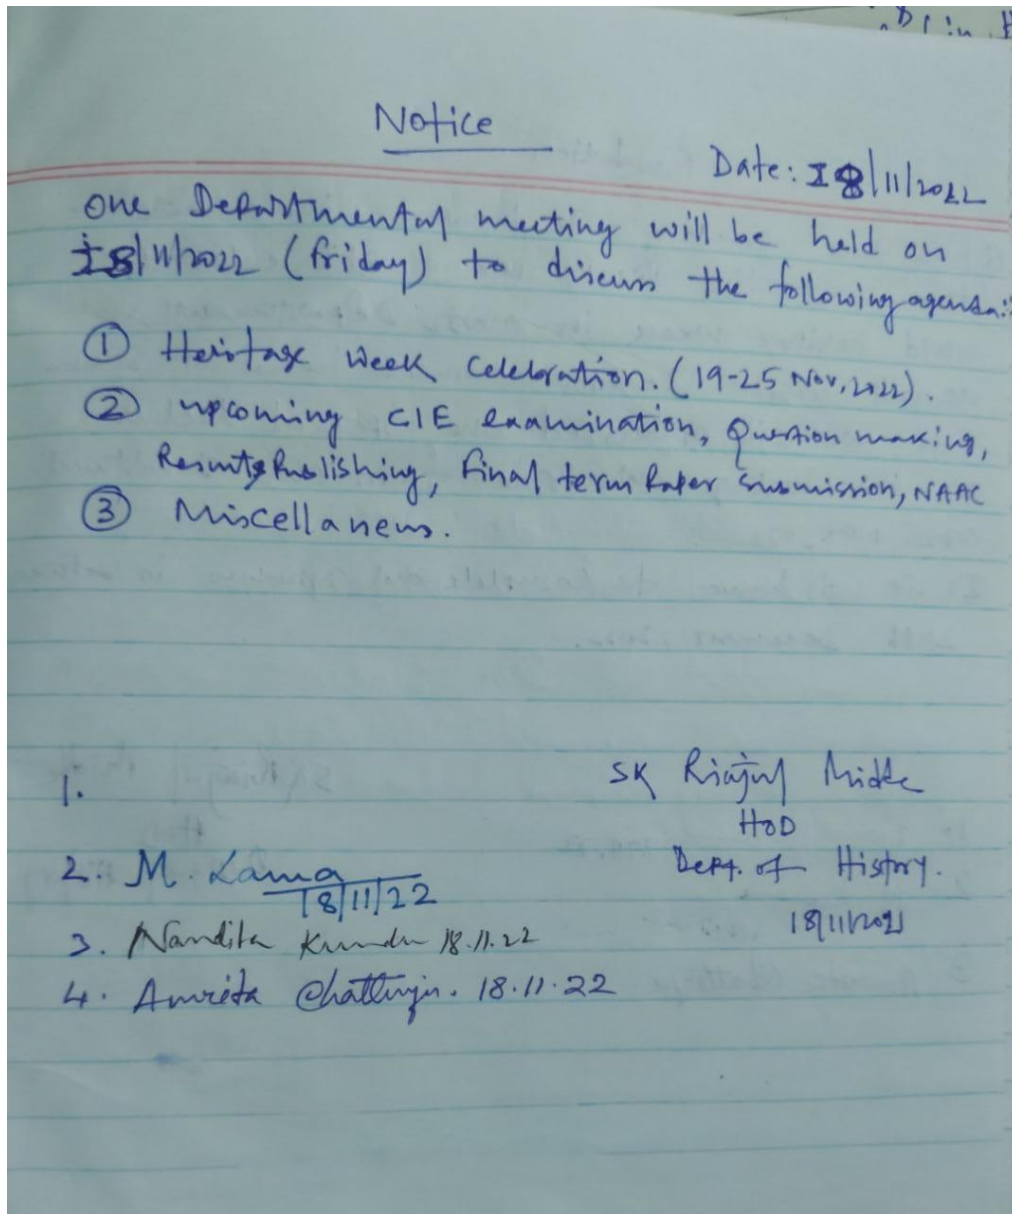 Notice
Date: 18/11/2022
one Departmental meeting will be held on
18/11/2022 (friday) to discuss the following agenda:
① Heritage Week Celebration. (19-25 Nov, 2022).
② upcoming CIE examination, Question making,
Results Publishing, final term Paper submission, NAAC
③ Miscellaneous.
SK Riajul Midde
HOD
Dept. of History.
18/11/2021
1.
2. M. Lama
18/11/22
3. Nandita Kundu 18.11.22
4. Amrita Chatterjee. 18.11.22